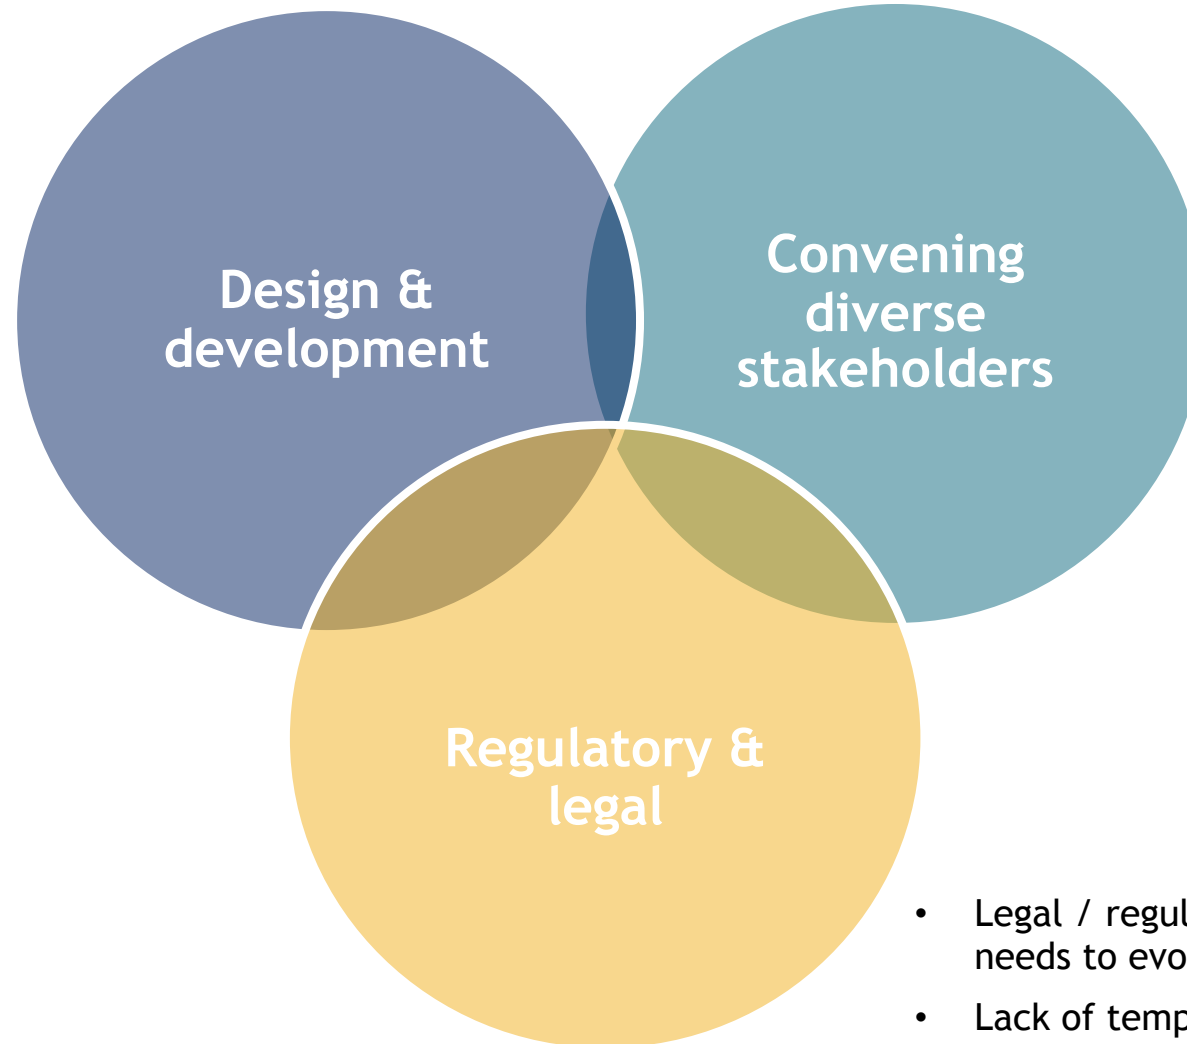 Design &
development
Convening
diverse
stakeholders
Regulatory &
legal
• Legal / regul
needs to evo
• Lack of temp